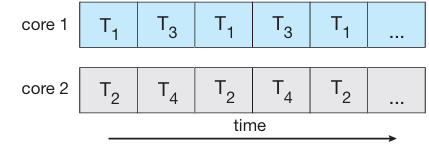 core 1 T1 T3 T1 T3 T1 ...
core 2 T2 T4 T2 T4 T2 ...
time